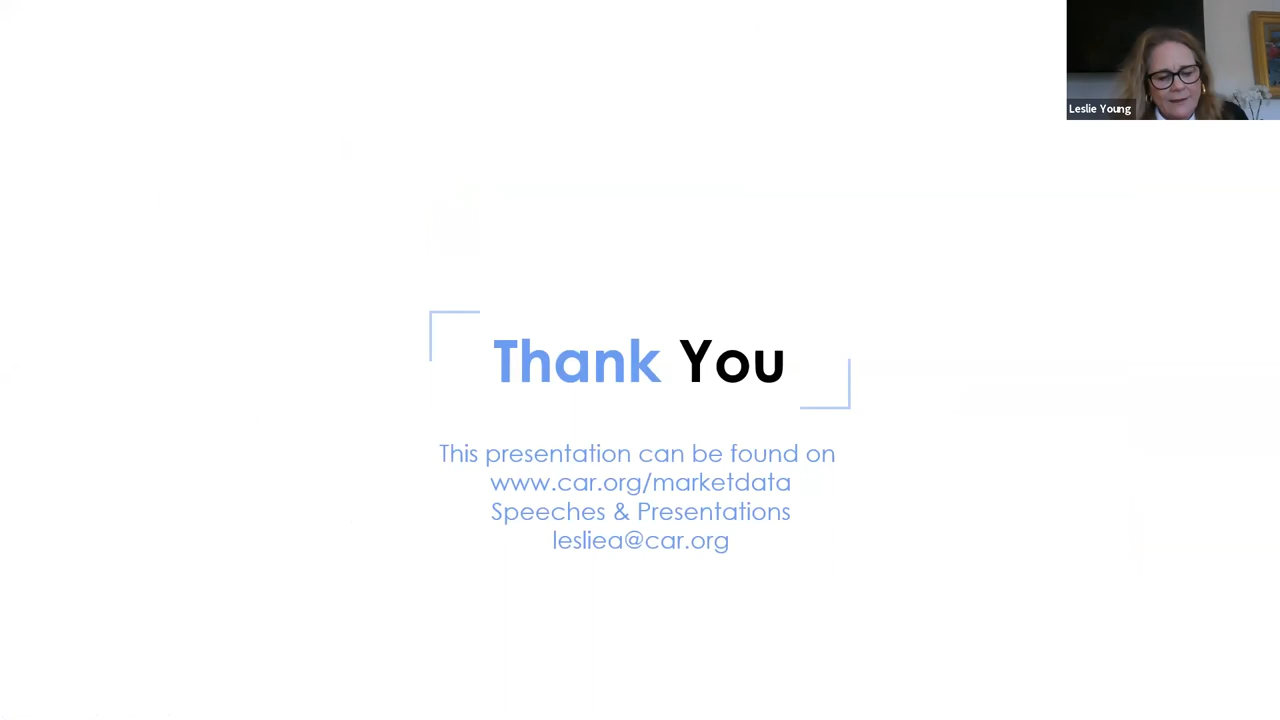 Leslie Young
Thank You
This presentation can be found on
www.car.org/marketdata
Speeches & Presentations
lesliea@car.org